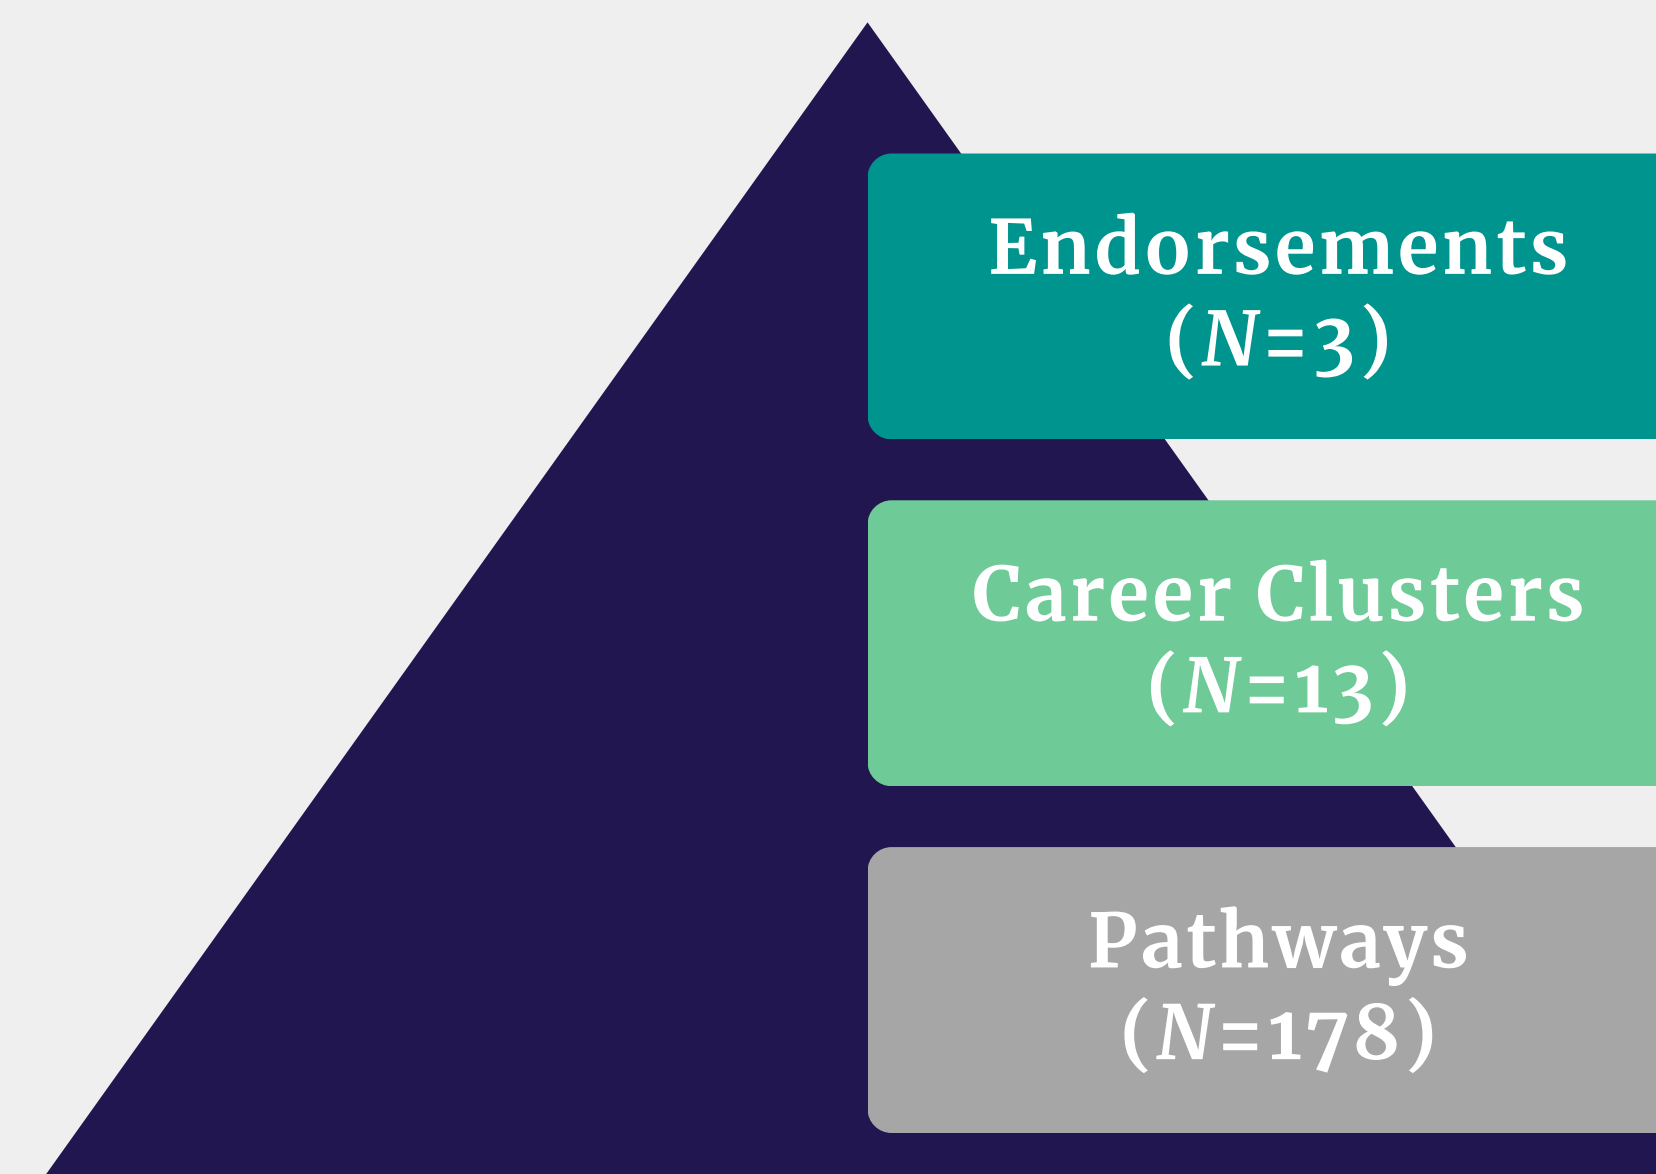 Endorsements
(N=3)
Career Clusters
(N=13)
Pathways
(N=178)